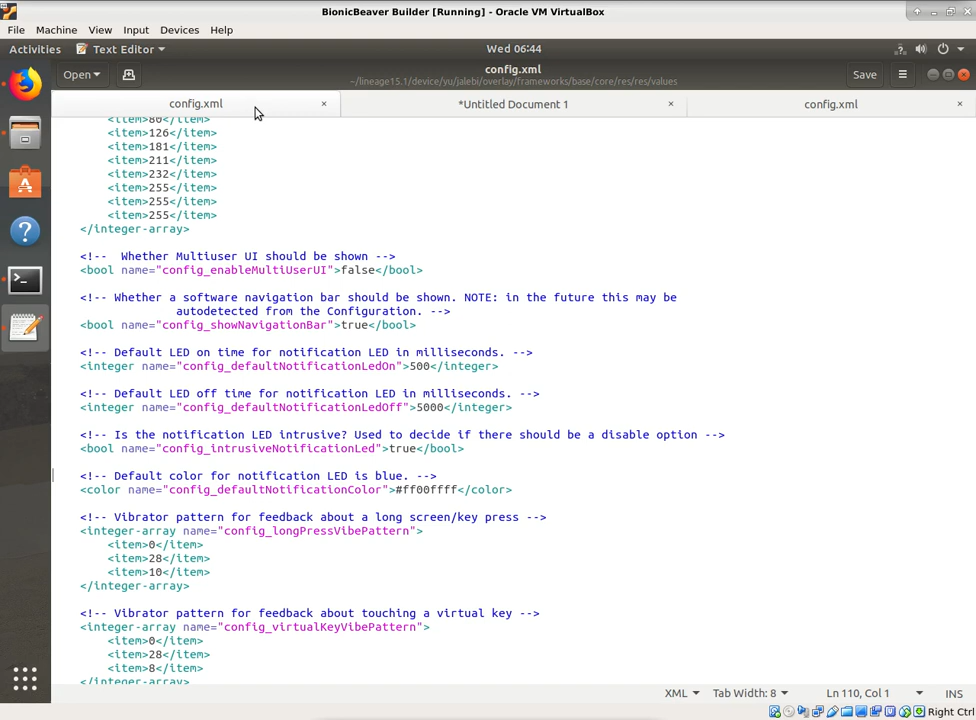 BionicBeaver Builder [Running] - Oracle VM VirtualBox
File Machine View Input Devices Help
Activities Text Editor Wed 06:44
Open config.xml Save
~/lineage15.1/device/yu/jalebi/overlay/frameworks/base/core/res/res/values
config.xml × *Untitled Document 1 × config.xml ×
<item>80</item>
<item>126</item>
<item>181</item>
<item>211</item>
<item>232</item>
<item>255</item>
<item>255</item>
<item>255</item>
</integer-array>
<!-- Whether Multiuser UI should be shown -->
<bool name="config_enableMultiUserUI">false</bool>
<!-- Whether a software navigation bar should be shown. NOTE: in the future this may be
autodetected from the Configuration. -->
<bool name="config_showNavigationBar">true</bool>
<!-- Default LED on time for notification LED in milliseconds. -->
<integer name="config_defaultNotificationLedOn">500</integer>
<!-- Default LED off time for notification LED in milliseconds. -->
<integer name="config_defaultNotificationLedOff">5000</integer>
<!-- Is the notification LED intrusive? Used to decide if there should be a disable option -->
<bool name="config_intrusiveNotificationLed">true</bool>
<!-- Default color for notification LED is blue. -->
<color name="config_defaultNotificationColor">#ff00ffff</color>
<!-- Vibrator pattern for feedback about a long screen/key press -->
<integer-array name="config_longPressVibePattern">
<item>0</item>
<item>28</item>
<item>10</item>
</integer-array>
<!-- Vibrator pattern for feedback about touching a virtual key -->
<integer-array name="config_virtualKeyVibePattern">
<item>0</item>
<item>28</item>
<item>8</item>
</integer-array>
XML Tab Width: 8 Ln 110, Col 1 INS
Right Ctrl